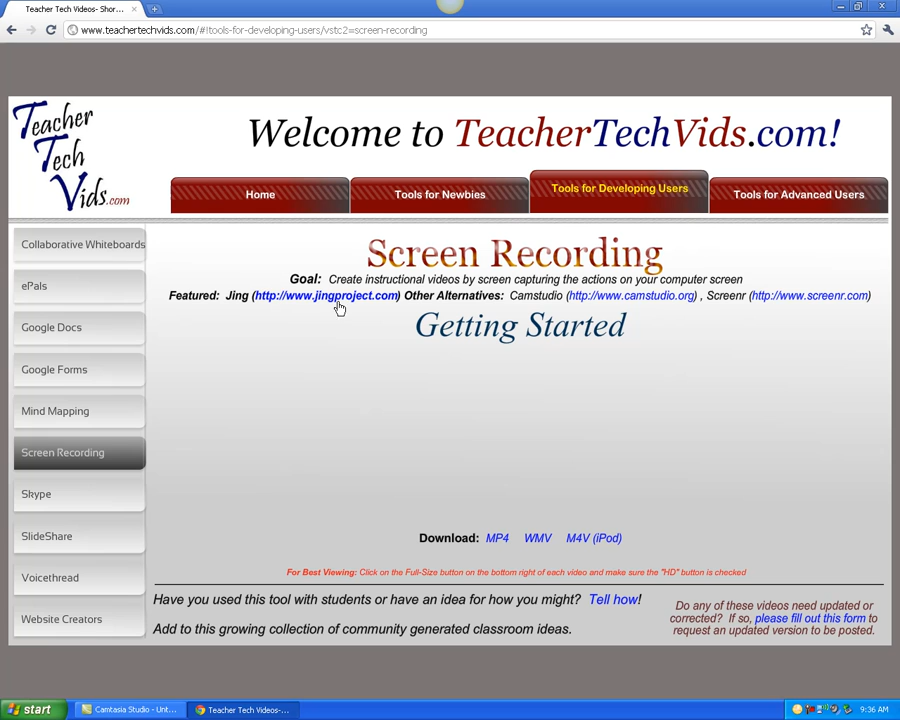 Teacher Tech Videos- Shor...
www.teachertechvids.com/#!tools-for-developing-users/vstc2=screen-recording
Teacher
Tech
Vids.com
Welcome to TeacherTechVids.com!
Home
Tools for Newbies
Tools for Developing Users
Tools for Advanced Users
Collaborative Whiteboards
ePals
Google Docs
Google Forms
Mind Mapping
Screen Recording
Skype
SlideShare
Voicethread
Website Creators
Screen Recording
Goal: Create instructional videos by screen capturing the actions on your computer screen
Featured: Jing (http://www.jingproject.com) Other Alternatives: Camstudio (http://www.camstudio.org) , Screenr (http://www.screenr.com)
Getting Started
Download: MP4 WMV M4V (iPod)
For Best Viewing: Click on the Full-Size button on the bottom right of each video and make sure the "HD" button is checked
Have you used this tool with students or have an idea for how you might? Tell how!
Add to this growing collection of community generated classroom ideas.
Do any of these videos need updated or
corrected? If so, please fill out this form to
request an updated version to be posted.
start
Camtasia Studio - Unt...
Teacher Tech Videos-...
9:36 AM